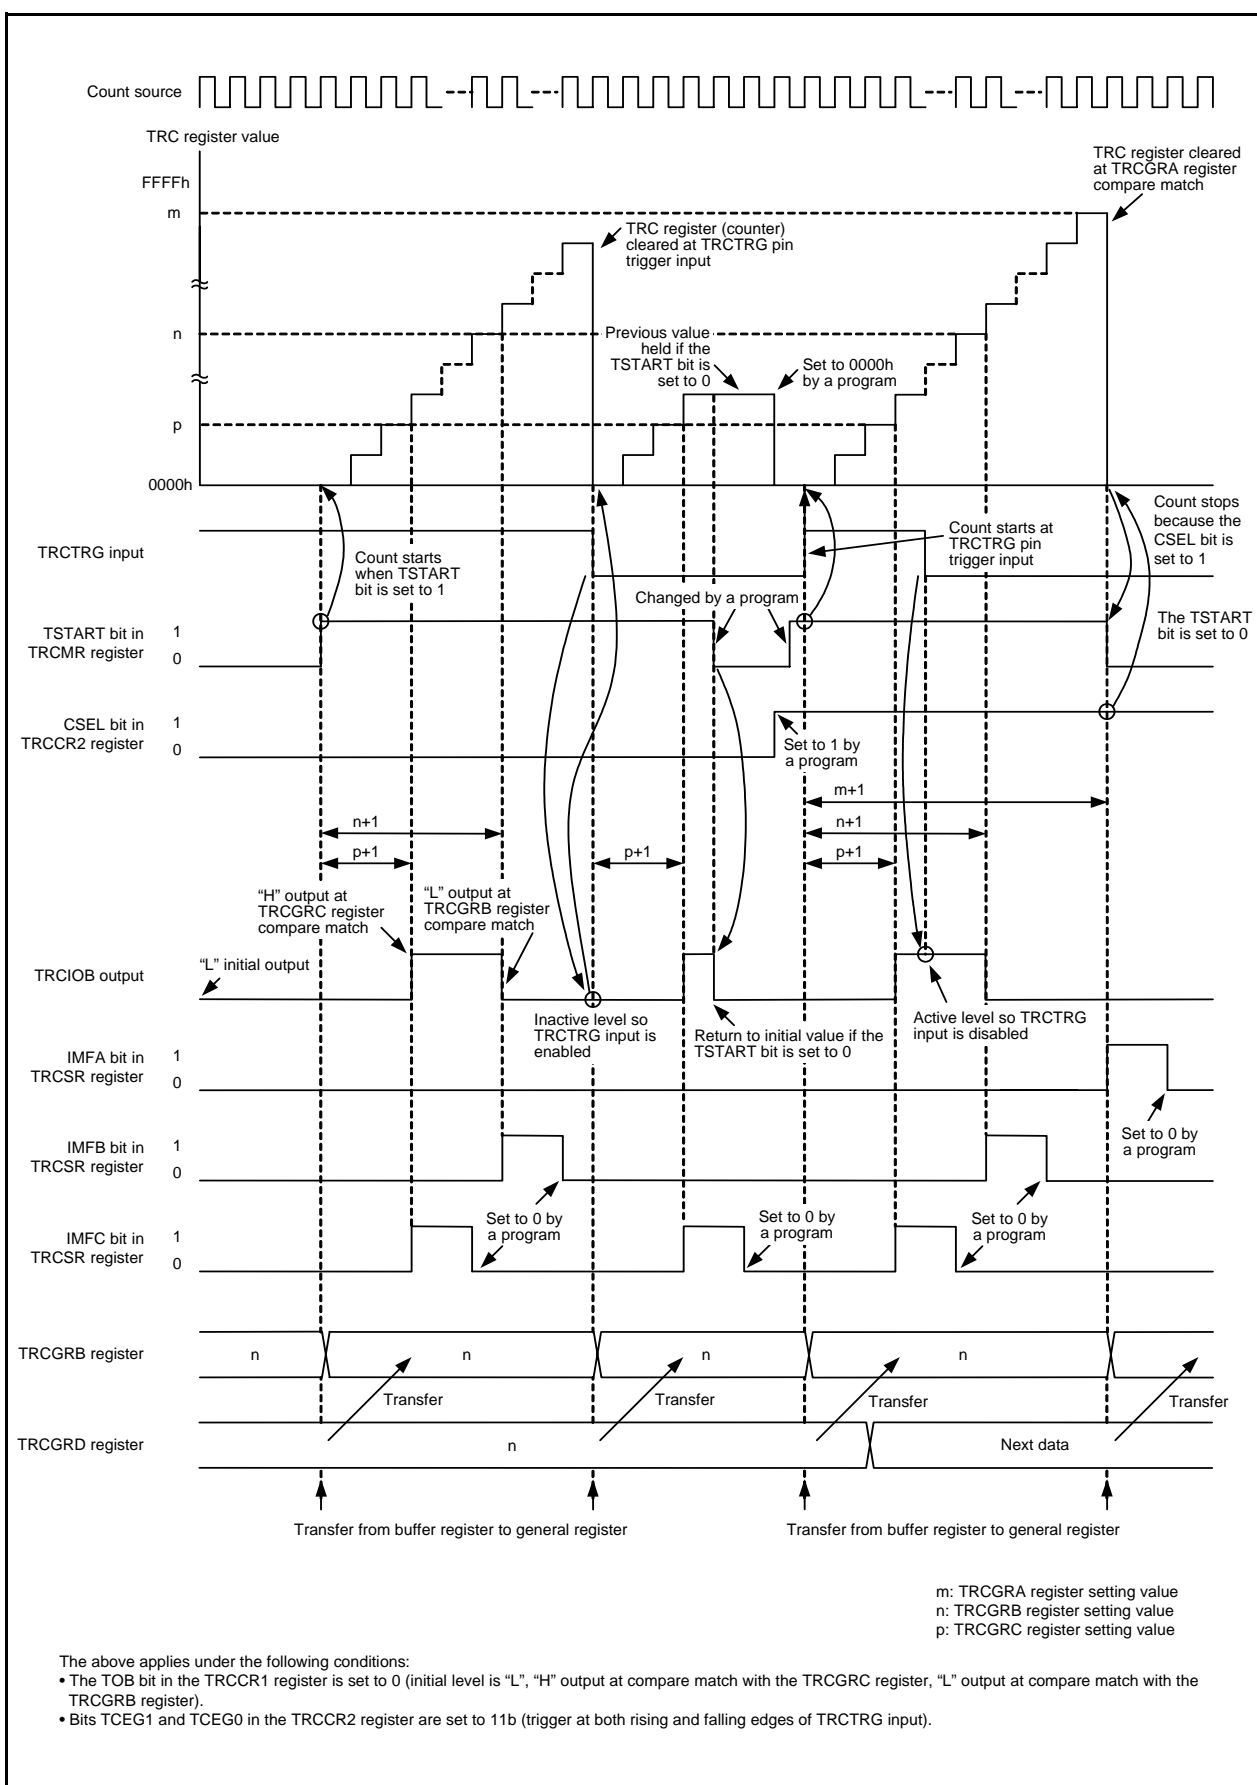 Count source
TRC register value
FFFFh
m
n
p
0000h
TRC register (counter)
cleared at TRCTRG pin
trigger input
TRC register cleared
at TRCGRA register
compare match
Previous value
held if the
TSTART bit is
set to 0
Set to 0000h
by a program
TRCTRG input
Count starts
when TSTART
bit is set to 1
Count starts at
TRCTRG pin
trigger input
Count stops
because the
CSEL bit is
set to 1
Changed by a program
The TSTART
bit is set to 0
TSTART bit in
TRCMR register
1
0
CSEL bit in
TRCCR2 register
1
0
Set to 1 by
a program
m+1
n+1
n+1
p+1
p+1
p+1
“H” output at
TRCGRC register
compare match
“L” output at
TRCGRB register
compare match
“L” initial output
TRCIOB output
Inactive level so
TRCTRG input is
enabled
Return to initial value if the
TSTART bit is set to 0
Active level so TRCTRG
input is disabled
IMFA bit in
TRCSR register
1
0
Set to 0 by
a program
IMFB bit in
TRCSR register
1
0
Set to 0 by
a program
Set to 0 by
a program
Set to 0 by
a program
IMFC bit in
TRCSR register
1
0
TRCGRB register
n
n
n
n
Transfer
Transfer
Transfer
Transfer
TRCGRD register
n
Next data
Transfer from buffer register to general register
Transfer from buffer register to general register
m: TRCGRA register setting value
n: TRCGRB register setting value
p: TRCGRC register setting value
The above applies under the following conditions:
• The TOB bit in the TRCCR1 register is set to 0 (initial level is “L”, “H” output at compare match with the TRCGRC register, “L” output at compare match with the
TRCGRB register).
• Bits TCEG1 and TCEG0 in the TRCCR2 register are set to 11b (trigger at both rising and falling edges of TRCTRG input).